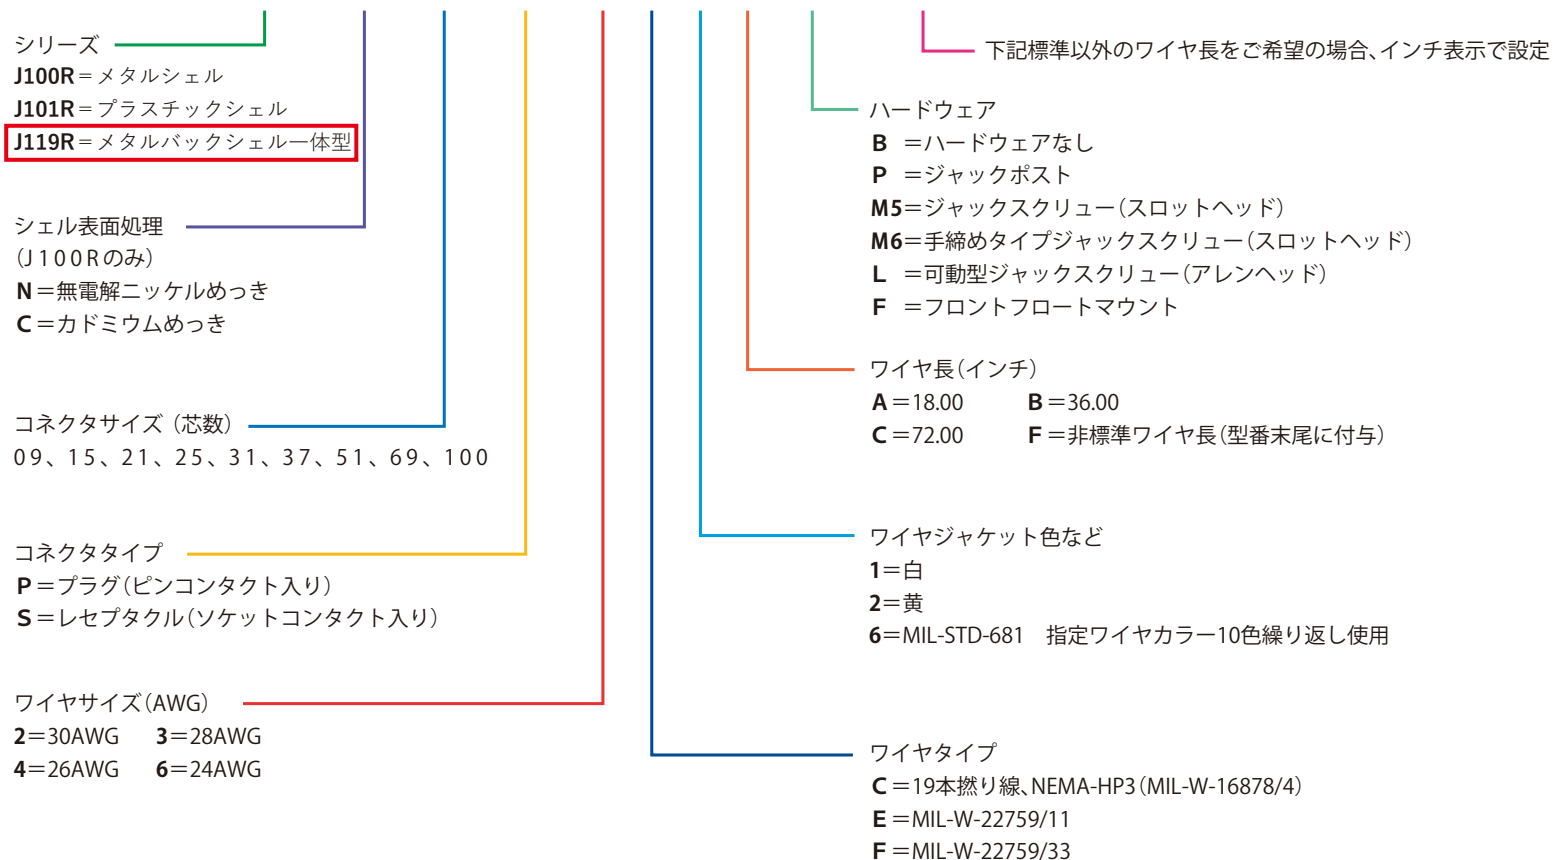 シリーズ
J100R=メタルシェル
J101R=プラスチックシェル
J119R=メタルバックシェル一体型
シェル表面処理
(J100Rのみ)
N=無電解ニッケルめっき
C=カドミウムめっき
コネクタサイズ（芯数）
09、15、21、25、31、37、51、69、100
コネクタタイプ
P=プラグ(ピンコンタクト入り)
S=レセプタクル(ソケットコンタクト入り)
ワイヤサイズ(AWG)
2=30AWG 3=28AWG
4=26AWG 6=24AWG
下記標準以外のワイヤ長をご希望の場合、インチ表示で設定
ハードウェア
B =ハードウェアなし
P =ジャックポスト
M5=ジャックスクリュー(スロットヘッド)
M6=手締めタイプジャックスクリュー(スロットヘッド)
L =可動型ジャックスクリュー(アレンヘッド)
F =フロントフロートマウント
ワイヤ長(インチ)
A=18.00 B=36.00
C=72.00 F=非標準ワイヤ長(型番末尾に付与)
ワイヤジャケット色など
1=白
2=黄
6=MIL-STD-681 指定ワイヤカラー10色繰り返し使用
ワイヤタイプ
C=19本撚り線、NEMA-HP3(MIL-W-16878/4)
E=MIL-W-22759/11
F=MIL-W-22759/33